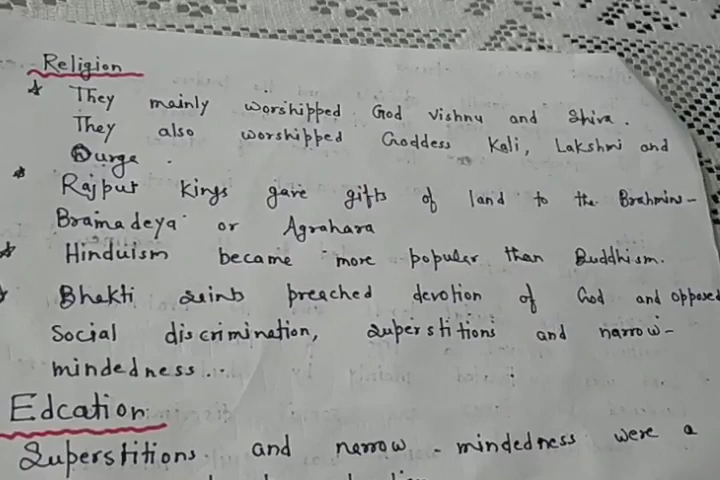 Religion
They mainly worshipped God Vishnu and Shiva.
They also worshipped Goddess Kali, Lakshmi and
Durga.
Rajput kings gave gifts of land to the Brahmins-
Bramadeya or Agrahara
Hinduism became more popular than Buddhism.
Bhakti saints preached devotion of God and opposed
Social discrimination, superstitions and narrow-
mindedness...
Edcation
Superstitions and narrow-mindedness were a